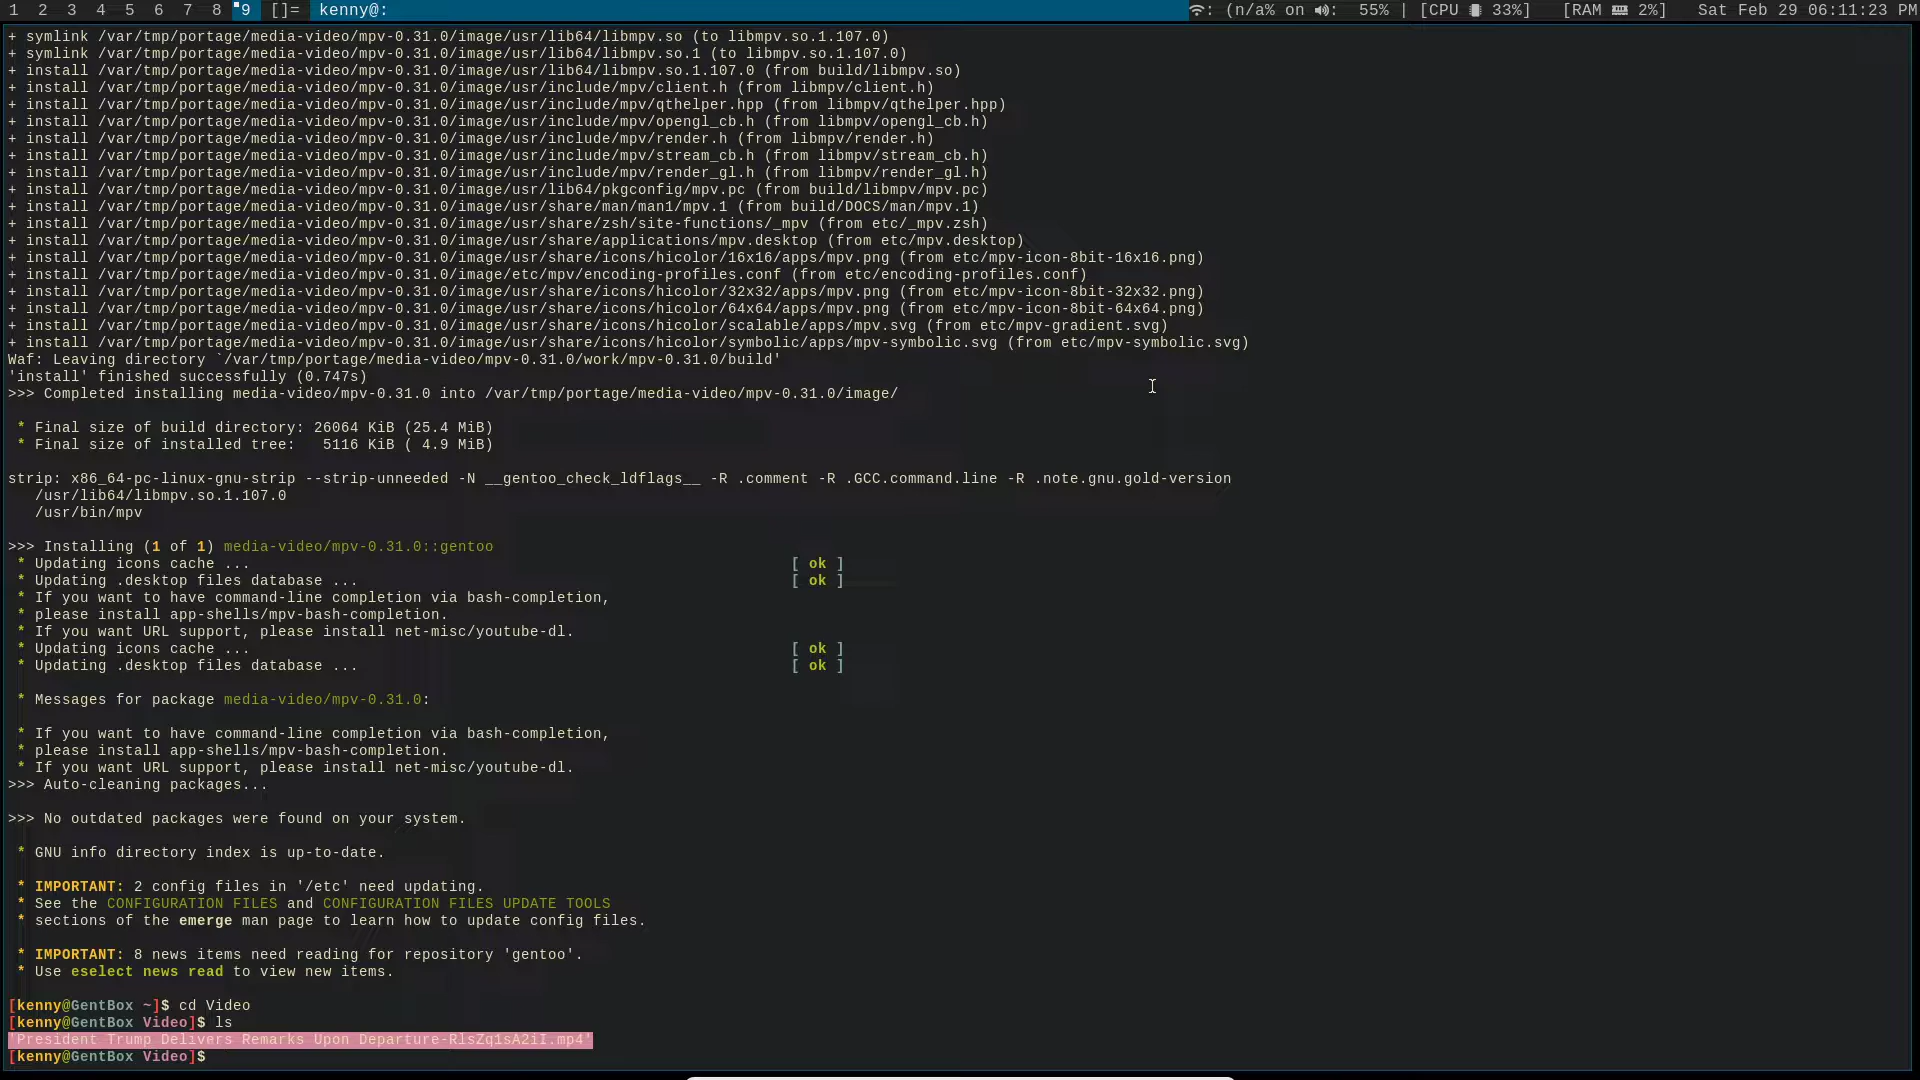 1 2 3 4 5 6 7 8 9 []= kenny@: : (n/a% on : 55% | [CPU 33%] [RAM 2%] Sat Feb 29 06:11:23 PM
+ symlink /var/tmp/portage/media-video/mpv-0.31.0/image/usr/lib64/libmpv.so (to libmpv.so.1.107.0)
+ symlink /var/tmp/portage/media-video/mpv-0.31.0/image/usr/lib64/libmpv.so.1 (to libmpv.so.1.107.0)
+ install /var/tmp/portage/media-video/mpv-0.31.0/image/usr/lib64/libmpv.so.1.107.0 (from build/libmpv.so)
+ install /var/tmp/portage/media-video/mpv-0.31.0/image/usr/include/mpv/client.h (from libmpv/client.h)
+ install /var/tmp/portage/media-video/mpv-0.31.0/image/usr/include/mpv/qthelper.hpp (from libmpv/qthelper.hpp)
+ install /var/tmp/portage/media-video/mpv-0.31.0/image/usr/include/mpv/opengl_cb.h (from libmpv/opengl_cb.h)
+ install /var/tmp/portage/media-video/mpv-0.31.0/image/usr/include/mpv/render.h (from libmpv/render.h)
+ install /var/tmp/portage/media-video/mpv-0.31.0/image/usr/include/mpv/stream_cb.h (from libmpv/stream_cb.h)
+ install /var/tmp/portage/media-video/mpv-0.31.0/image/usr/include/mpv/render_gl.h (from libmpv/render_gl.h)
+ install /var/tmp/portage/media-video/mpv-0.31.0/image/usr/lib64/pkgconfig/mpv.pc (from build/libmpv/mpv.pc)
+ install /var/tmp/portage/media-video/mpv-0.31.0/image/usr/share/man/man1/mpv.1 (from build/DOCS/man/mpv.1)
+ install /var/tmp/portage/media-video/mpv-0.31.0/image/usr/share/zsh/site-functions/_mpv (from etc/_mpv.zsh)
+ install /var/tmp/portage/media-video/mpv-0.31.0/image/usr/share/applications/mpv.desktop (from etc/mpv.desktop)
+ install /var/tmp/portage/media-video/mpv-0.31.0/image/usr/share/icons/hicolor/16x16/apps/mpv.png (from etc/mpv-icon-8bit-16x16.png)
+ install /var/tmp/portage/media-video/mpv-0.31.0/image/etc/mpv/encoding-profiles.conf (from etc/encoding-profiles.conf)
+ install /var/tmp/portage/media-video/mpv-0.31.0/image/usr/share/icons/hicolor/32x32/apps/mpv.png (from etc/mpv-icon-8bit-32x32.png)
+ install /var/tmp/portage/media-video/mpv-0.31.0/image/usr/share/icons/hicolor/64x64/apps/mpv.png (from etc/mpv-icon-8bit-64x64.png)
+ install /var/tmp/portage/media-video/mpv-0.31.0/image/usr/share/icons/hicolor/scalable/apps/mpv.svg (from etc/mpv-gradient.svg)
+ install /var/tmp/portage/media-video/mpv-0.31.0/image/usr/share/icons/hicolor/symbolic/apps/mpv-symbolic.svg (from etc/mpv-symbolic.svg)
Waf: Leaving directory `/var/tmp/portage/media-video/mpv-0.31.0/work/mpv-0.31.0/build'
'install' finished successfully (0.747s)
>>> Completed installing media-video/mpv-0.31.0 into /var/tmp/portage/media-video/mpv-0.31.0/image/
* Final size of build directory: 26064 KiB (25.4 MiB)
* Final size of installed tree: 5116 KiB ( 4.9 MiB)
strip: x86_64-pc-linux-gnu-strip --strip-unneeded -N __gentoo_check_ldflags__ -R .comment -R .GCC.command.line -R .note.gnu.gold-version
/usr/lib64/libmpv.so.1.107.0
/usr/bin/mpv
>>> Installing (1 of 1) media-video/mpv-0.31.0::gentoo
* Updating icons cache ... [ ok ]
* Updating .desktop files database ... [ ok ]
* If you want to have command-line completion via bash-completion,
* please install app-shells/mpv-bash-completion.
* If you want URL support, please install net-misc/youtube-dl.
* Updating icons cache ... [ ok ]
* Updating .desktop files database ... [ ok ]
* Messages for package media-video/mpv-0.31.0:
* If you want to have command-line completion via bash-completion,
* please install app-shells/mpv-bash-completion.
* If you want URL support, please install net-misc/youtube-dl.
>>> Auto-cleaning packages...
>>> No outdated packages were found on your system.
* GNU info directory index is up-to-date.
* IMPORTANT: 2 config files in '/etc' need updating.
* See the CONFIGURATION FILES and CONFIGURATION FILES UPDATE TOOLS
* sections of the emerge man page to learn how to update config files.
* IMPORTANT: 8 news items need reading for repository 'gentoo'.
* Use eselect news read to view new items.
[kenny@GentBox ~]$ cd Video
[kenny@GentBox Video]$ ls
'President Trump Delivers Remarks Upon Departure-RlsZq1sA2iI.mp4'
[kenny@GentBox Video]$